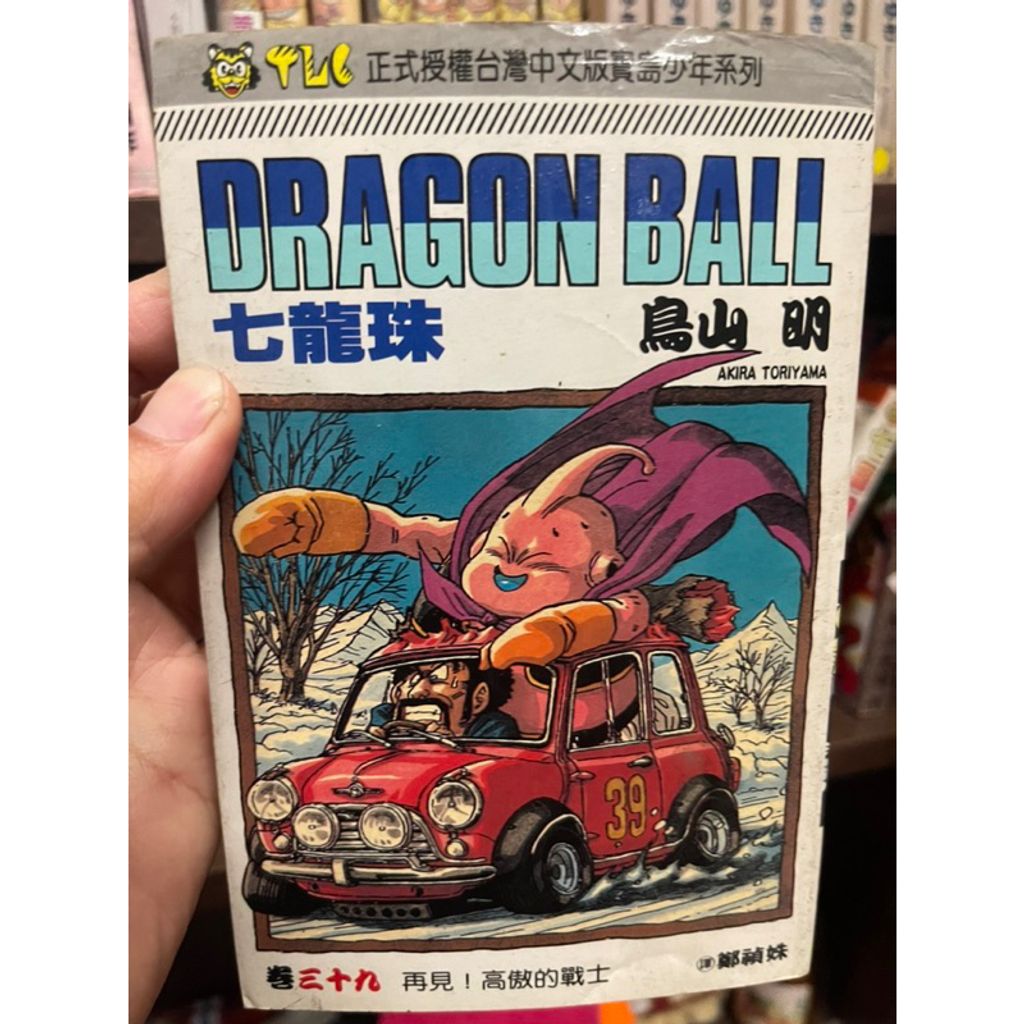 TLC 正式授權台灣中文版寶島少年系列
DRAGON BALL
七龍珠 鳥山 明
AKIRA TORIYAMA
39
卷三十九 再見！高傲的戰士 譯 鄭禎姝